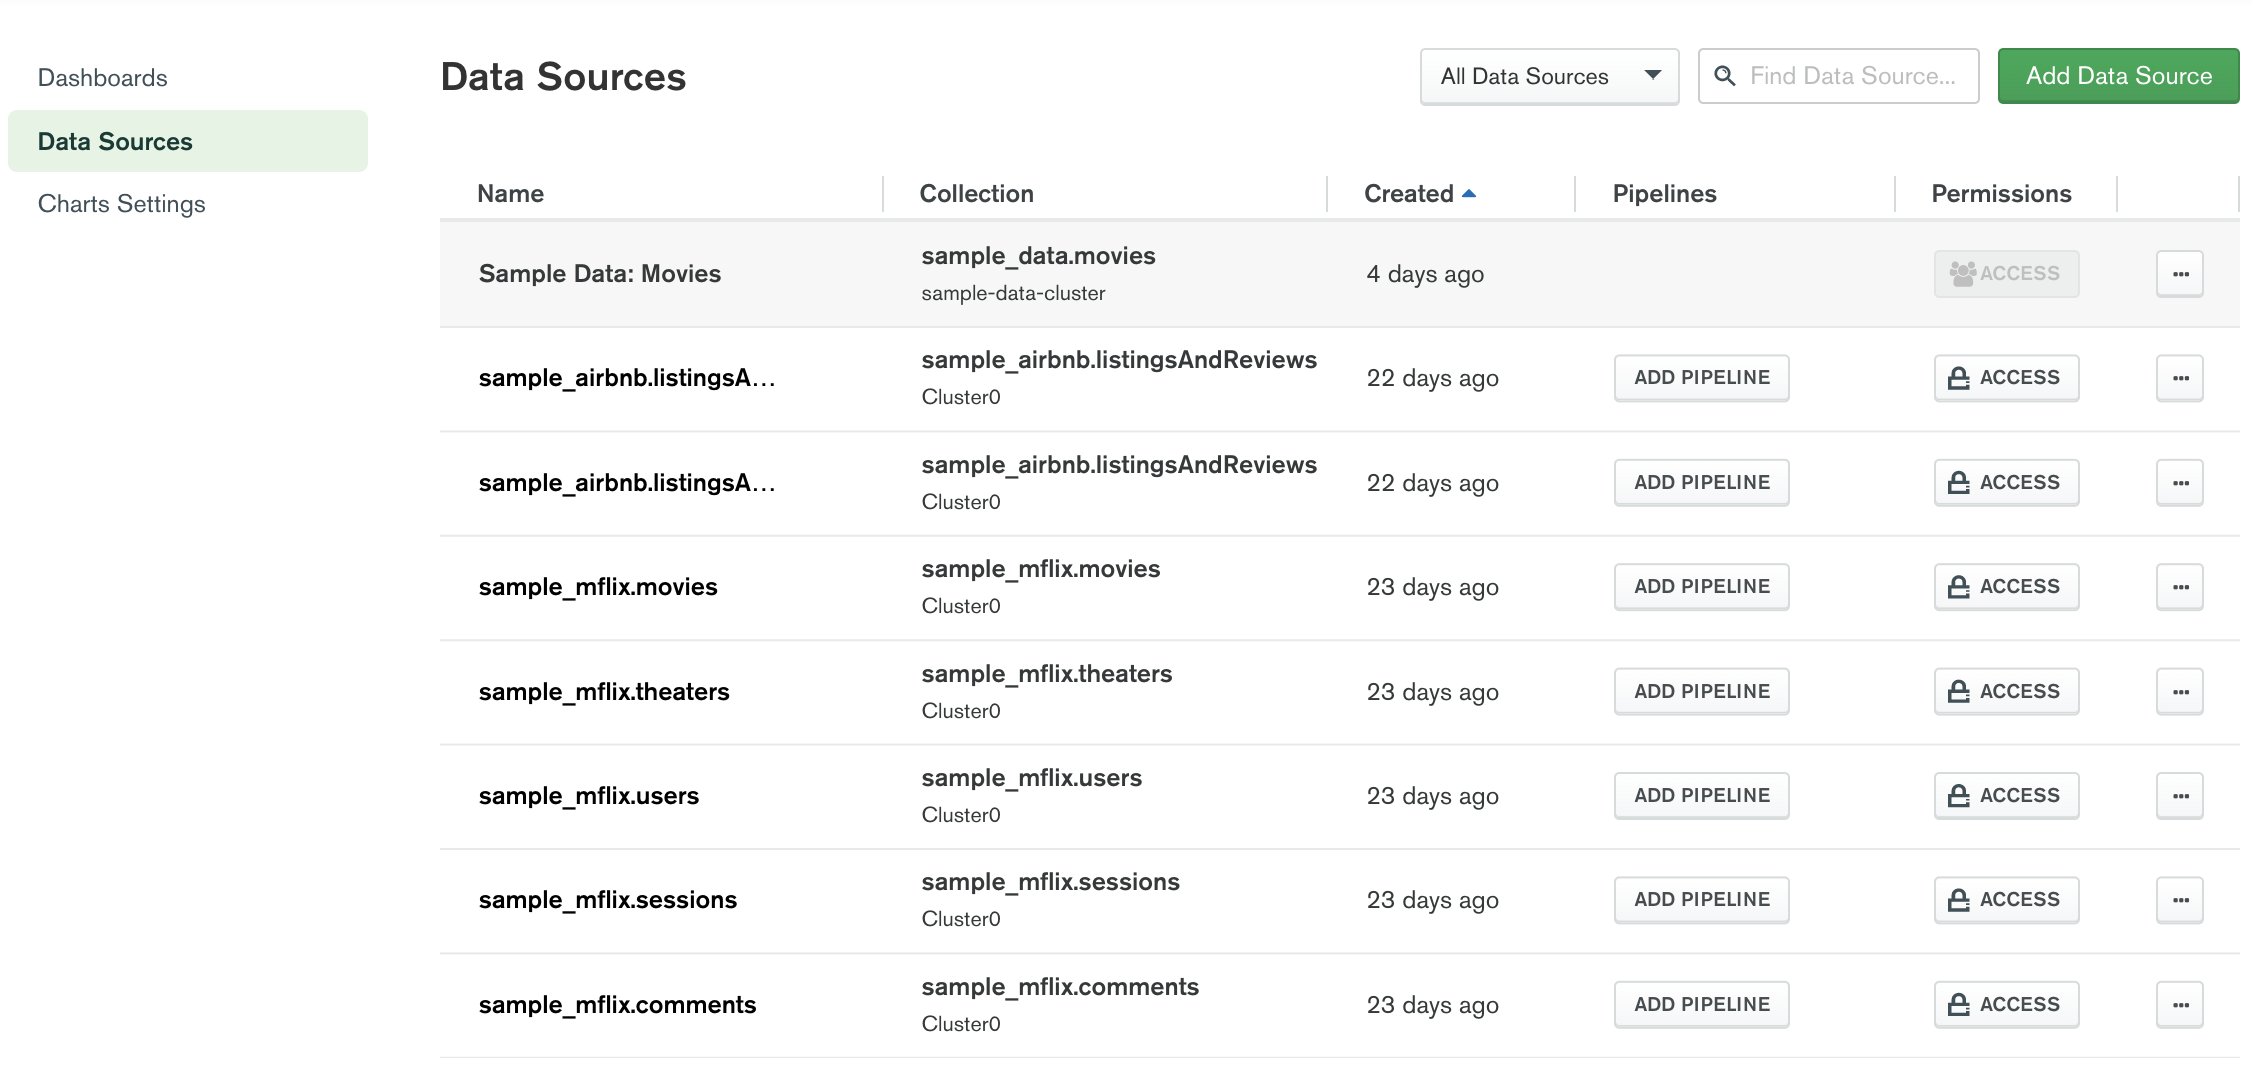 Dashboards
Data Sources
Charts Settings
Data Sources
All Data Sources
Find Data Source...
Add Data Source
Name Collection Created Pipelines Permissions
Sample Data: Movies
sample_data.movies
sample-data-cluster
4 days ago
ACCESS
...
sample_airbnb.listingsA...
sample_airbnb.listingsAndReviews
Cluster0
22 days ago
ADD PIPELINE
ACCESS
...
sample_airbnb.listingsA...
sample_airbnb.listingsAndReviews
Cluster0
22 days ago
ADD PIPELINE
ACCESS
...
sample_mflix.movies
sample_mflix.movies
Cluster0
23 days ago
ADD PIPELINE
ACCESS
...
sample_mflix.theaters
sample_mflix.theaters
Cluster0
23 days ago
ADD PIPELINE
ACCESS
...
sample_mflix.users
sample_mflix.users
Cluster0
23 days ago
ADD PIPELINE
ACCESS
...
sample_mflix.sessions
sample_mflix.sessions
Cluster0
23 days ago
ADD PIPELINE
ACCESS
...
sample_mflix.comments
sample_mflix.comments
Cluster0
23 days ago
ADD PIPELINE
ACCESS
...